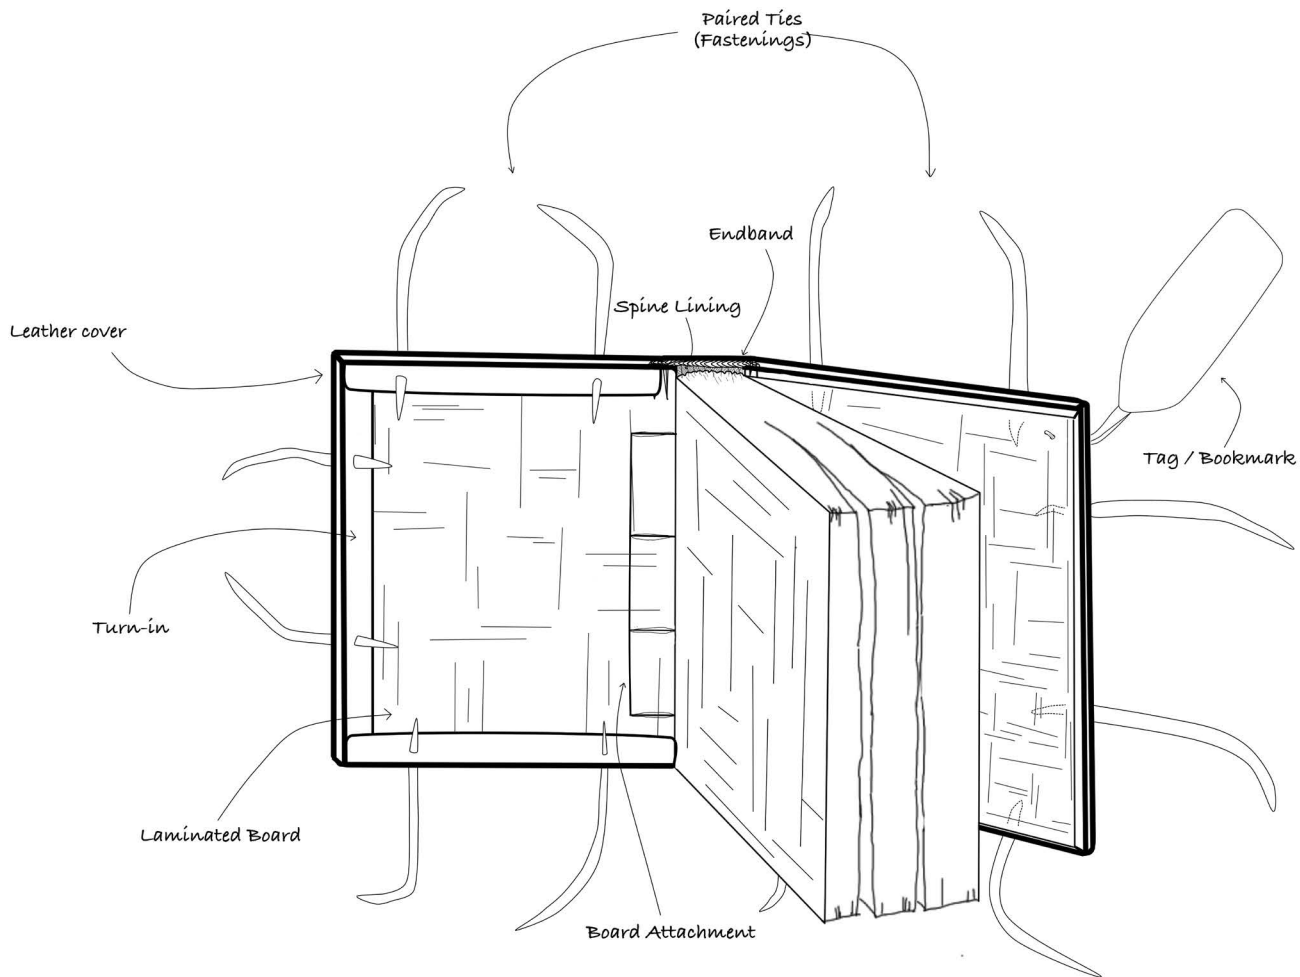 Paired Ties
(Fastenings)
Endband
Spine Lining
Leather cover
Tag / Bookmark
Turn-in
Laminated Board
Board Attachment